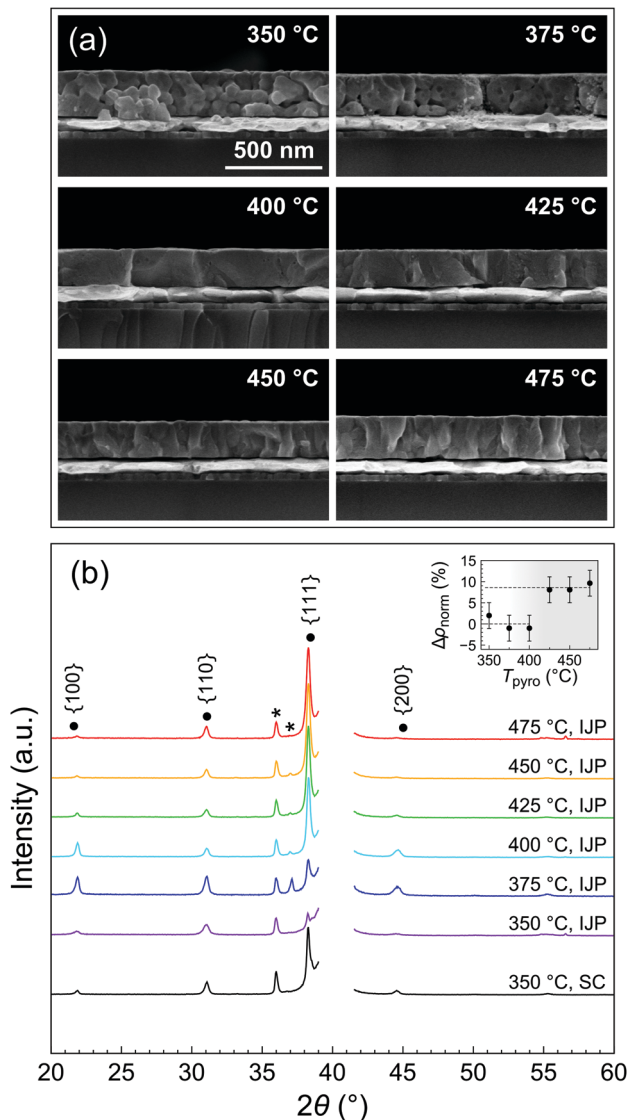 (a)
350 °C
375 °C
500 nm
400 °C
425 °C
450 °C
475 °C
(b)
{100}
{110}
*
*
{111}
{200}
Δρnorm (%)
15
10
5
0
−5
350 400 450
Tpyro (°C)
475 °C, IJP
450 °C, IJP
425 °C, IJP
400 °C, IJP
375 °C, IJP
350 °C, IJP
350 °C, SC
Intensity (a.u.)
20 25 30 35 40 45 50 55 60
2θ (°)